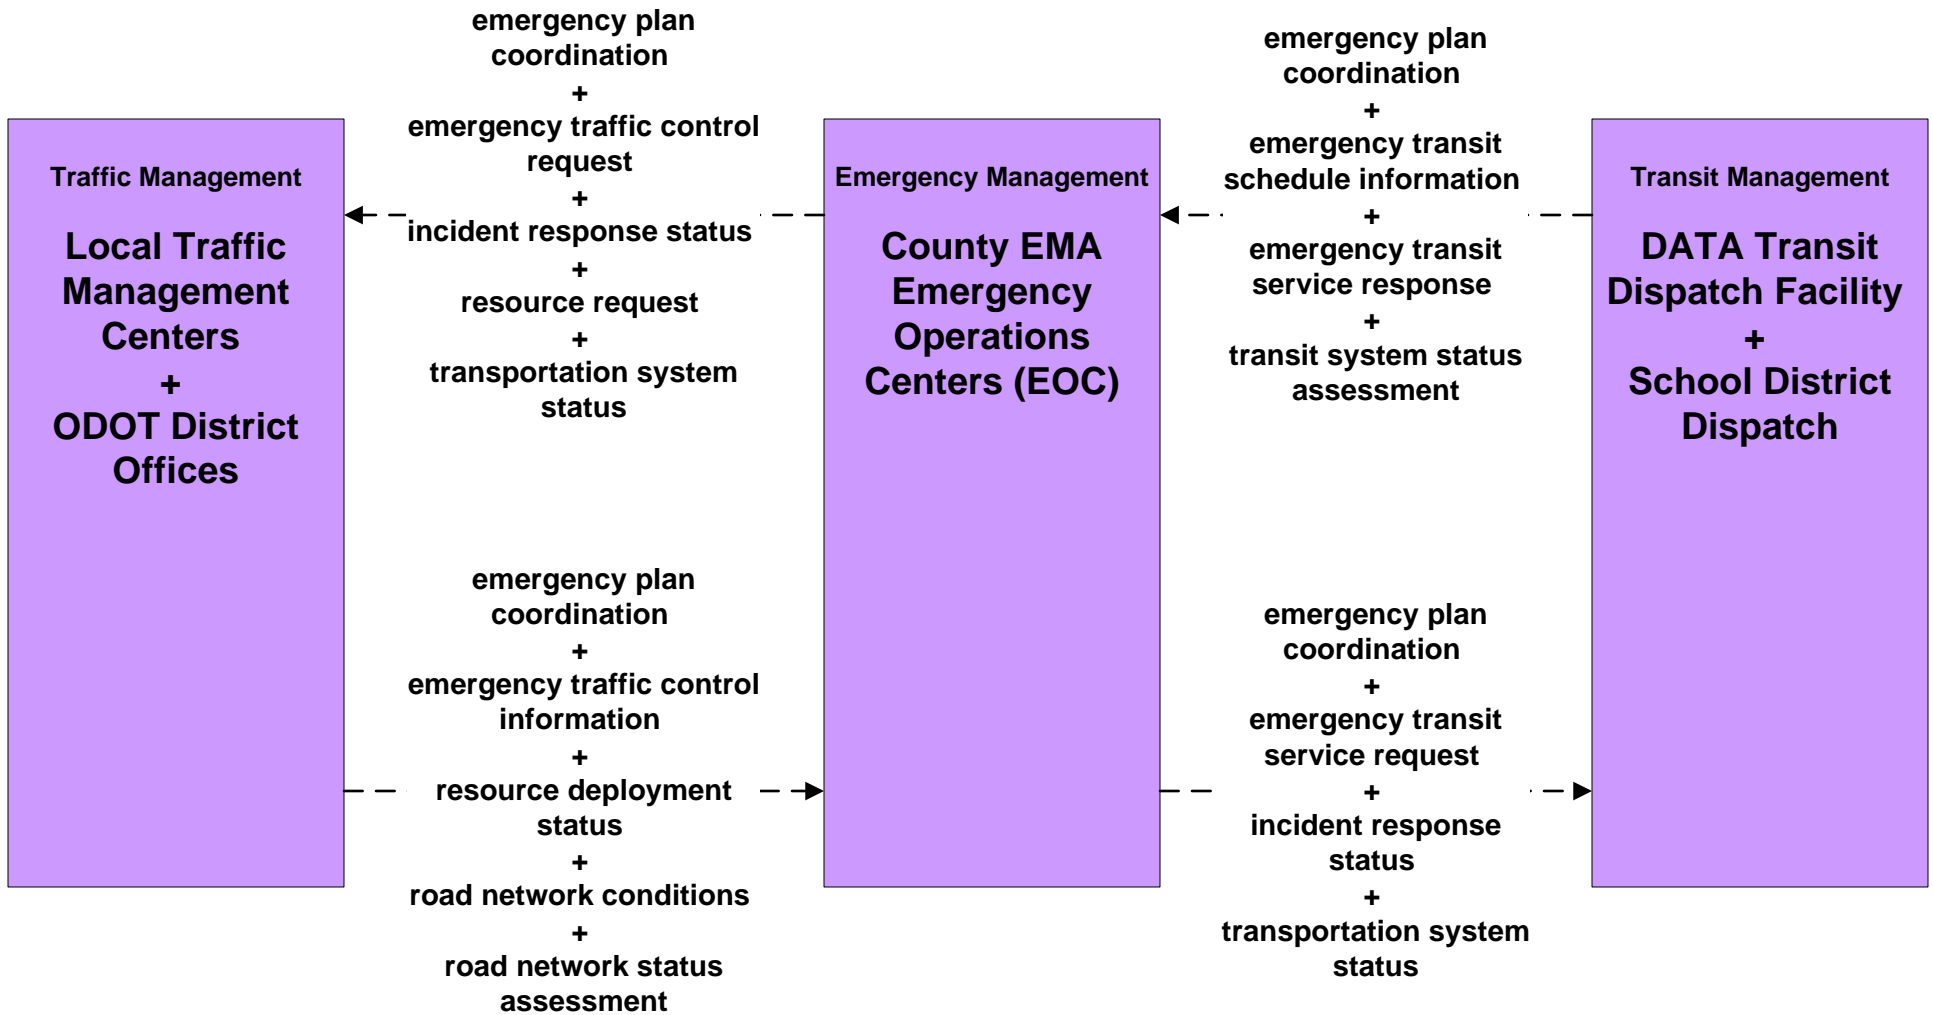 emergency plan
coordination
+
emergency traffic control
request
+
incident response status
+
resource request
+
transportation system
status
emergency plan
coordination
+
emergency transit
schedule information
+
emergency transit
service response
+
transit system status
assessment
Traffic Management
Local Traffic
Management
Centers
+
ODOT District
Offices
Emergency Management
County EMA
Emergency
Operations
Centers (EOC)
Transit Management
DATA Transit
Dispatch Facility
+
School District
Dispatch
emergency plan
coordination
+
emergency traffic control
information
+
resource deployment
status
+
road network conditions
+
road network status
assessment
emergency plan
coordination
+
emergency transit
service request
+
incident response
status
+
transportation system
status